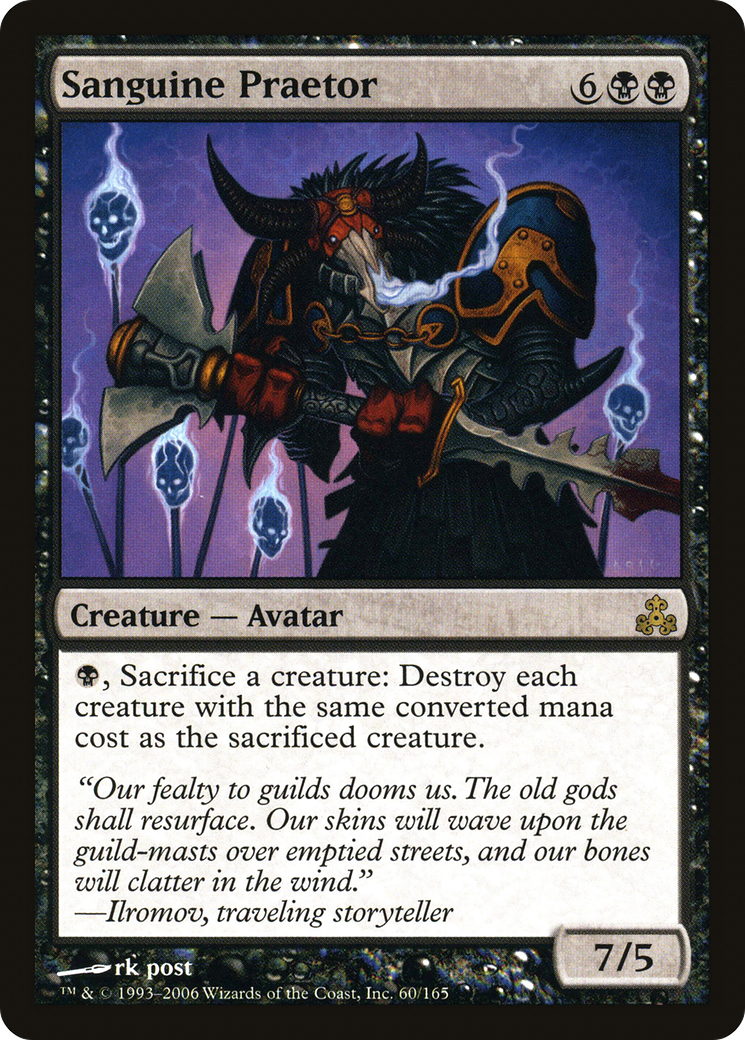 Sanguine Praetor 6
Creature — Avatar
, Sacrifice a creature: Destroy each
creature with the same converted mana
cost as the sacrificed creature.
“Our fealty to guilds dooms us. The old gods
shall resurface. Our skins will wave upon the
guild-masts over emptied streets, and our bones
will clatter in the wind.”
—Ilromov, traveling storyteller
7/5
rk post
™ & © 1993–2006 Wizards of the Coast, Inc. 60/165